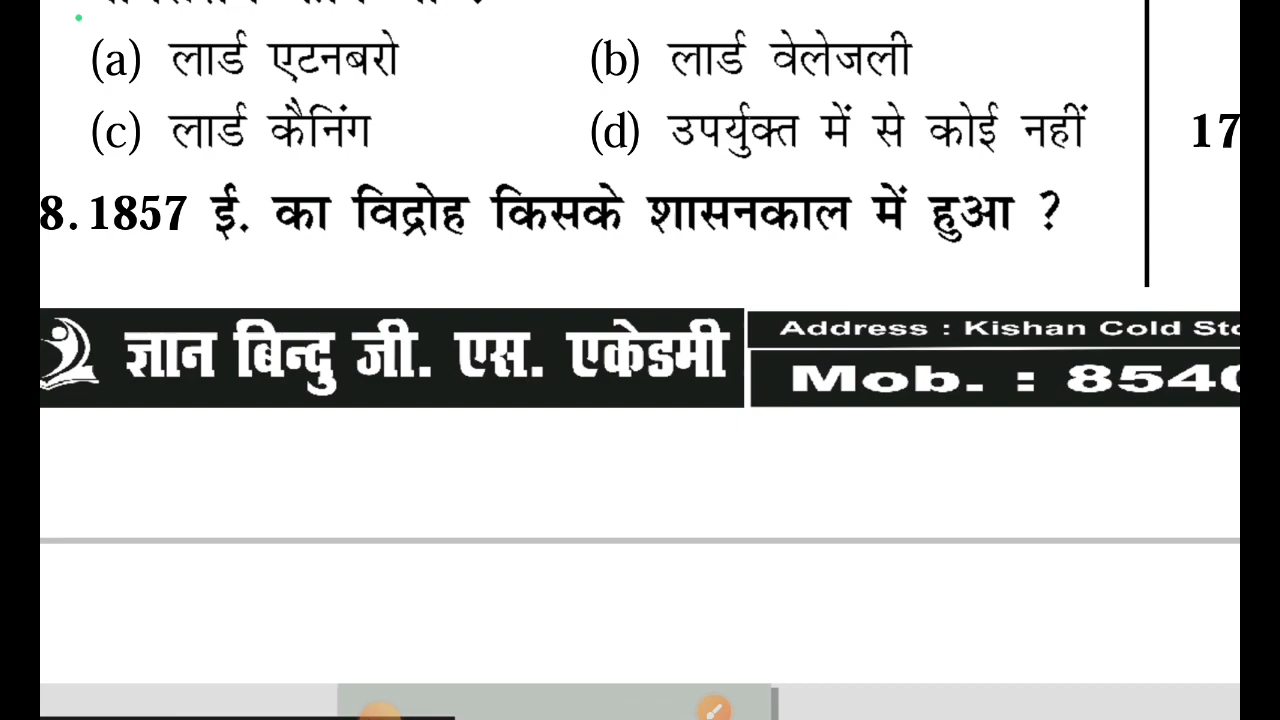 (a) लार्ड एटनबरो (b) लार्ड वेलेजली
(c) लार्ड कैनिंग (d) उपर्युक्त में से कोई नहीं
17
8. 1857 ई. का विद्रोह किसके शासनकाल में हुआ ?
ज्ञान बिन्दु जी. एस. एकेडमी
Address : Kishan Cold
Mob. : 854